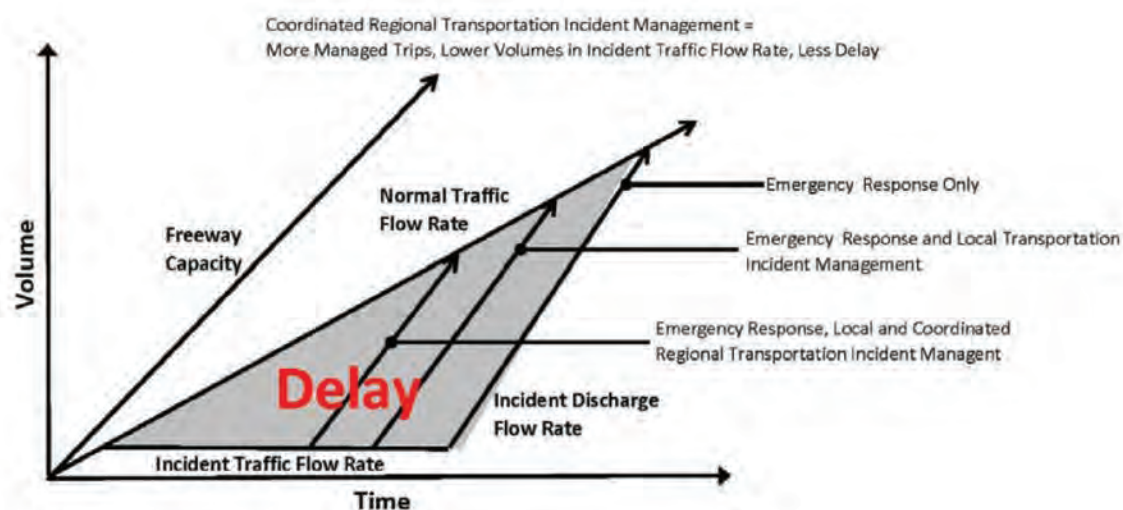 Coordinated Regional Transportation Incident Management =
More Managed Trips, Lower Volumes in Incident Traffic Flow Rate, Less Delay
Emergency Response Only
Normal Traffic
Flow Rate
Freeway
Capacity
Emergency Response and Local Transportation
Incident Management
Volume
Emergency Response, Local and Coordinated
Regional Transportation Incident Managent
Delay
Incident Discharge
Flow Rate
Incident Traffic Flow Rate
Time